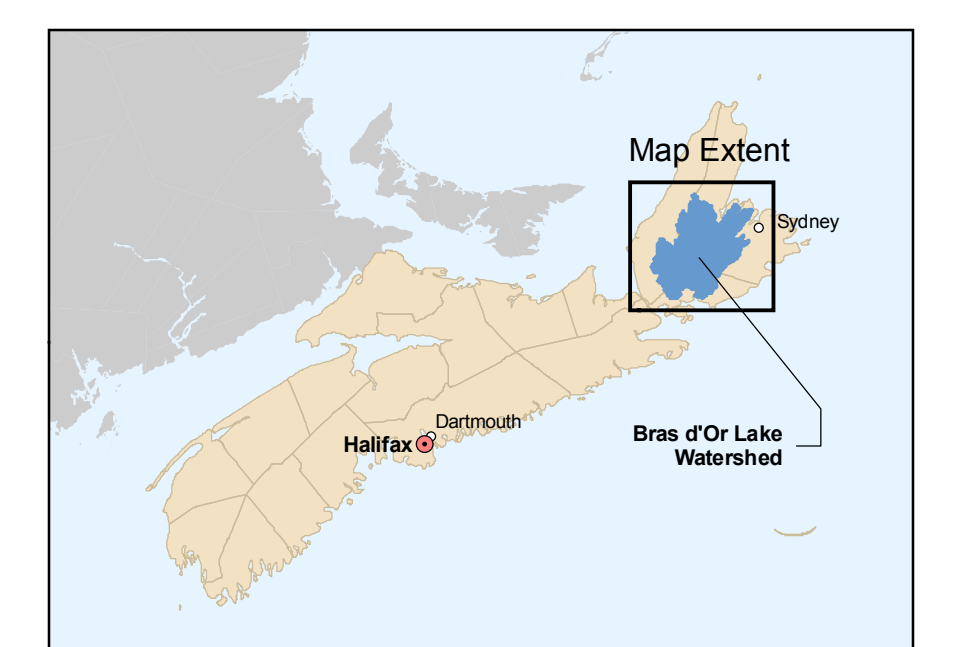 Map Extent
Sydney
Dartmouth
Halifax
Bras d'Or Lake
Watershed